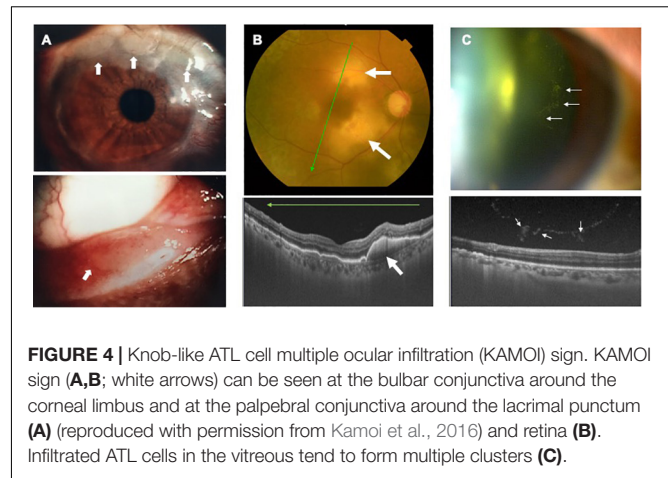 A
B
C
FIGURE 4 | Knob-like ATL cell multiple ocular infiltration (KAMOI) sign. KAMOI
sign (A,B; white arrows) can be seen at the bulbar conjunctiva around the
corneal limbus and at the palpebral conjunctiva around the lacrimal punctum
(A) (reproduced with permission from Kamoi et al., 2016) and retina (B).
Infiltrated ATL cells in the vitreous tend to form multiple clusters (C).